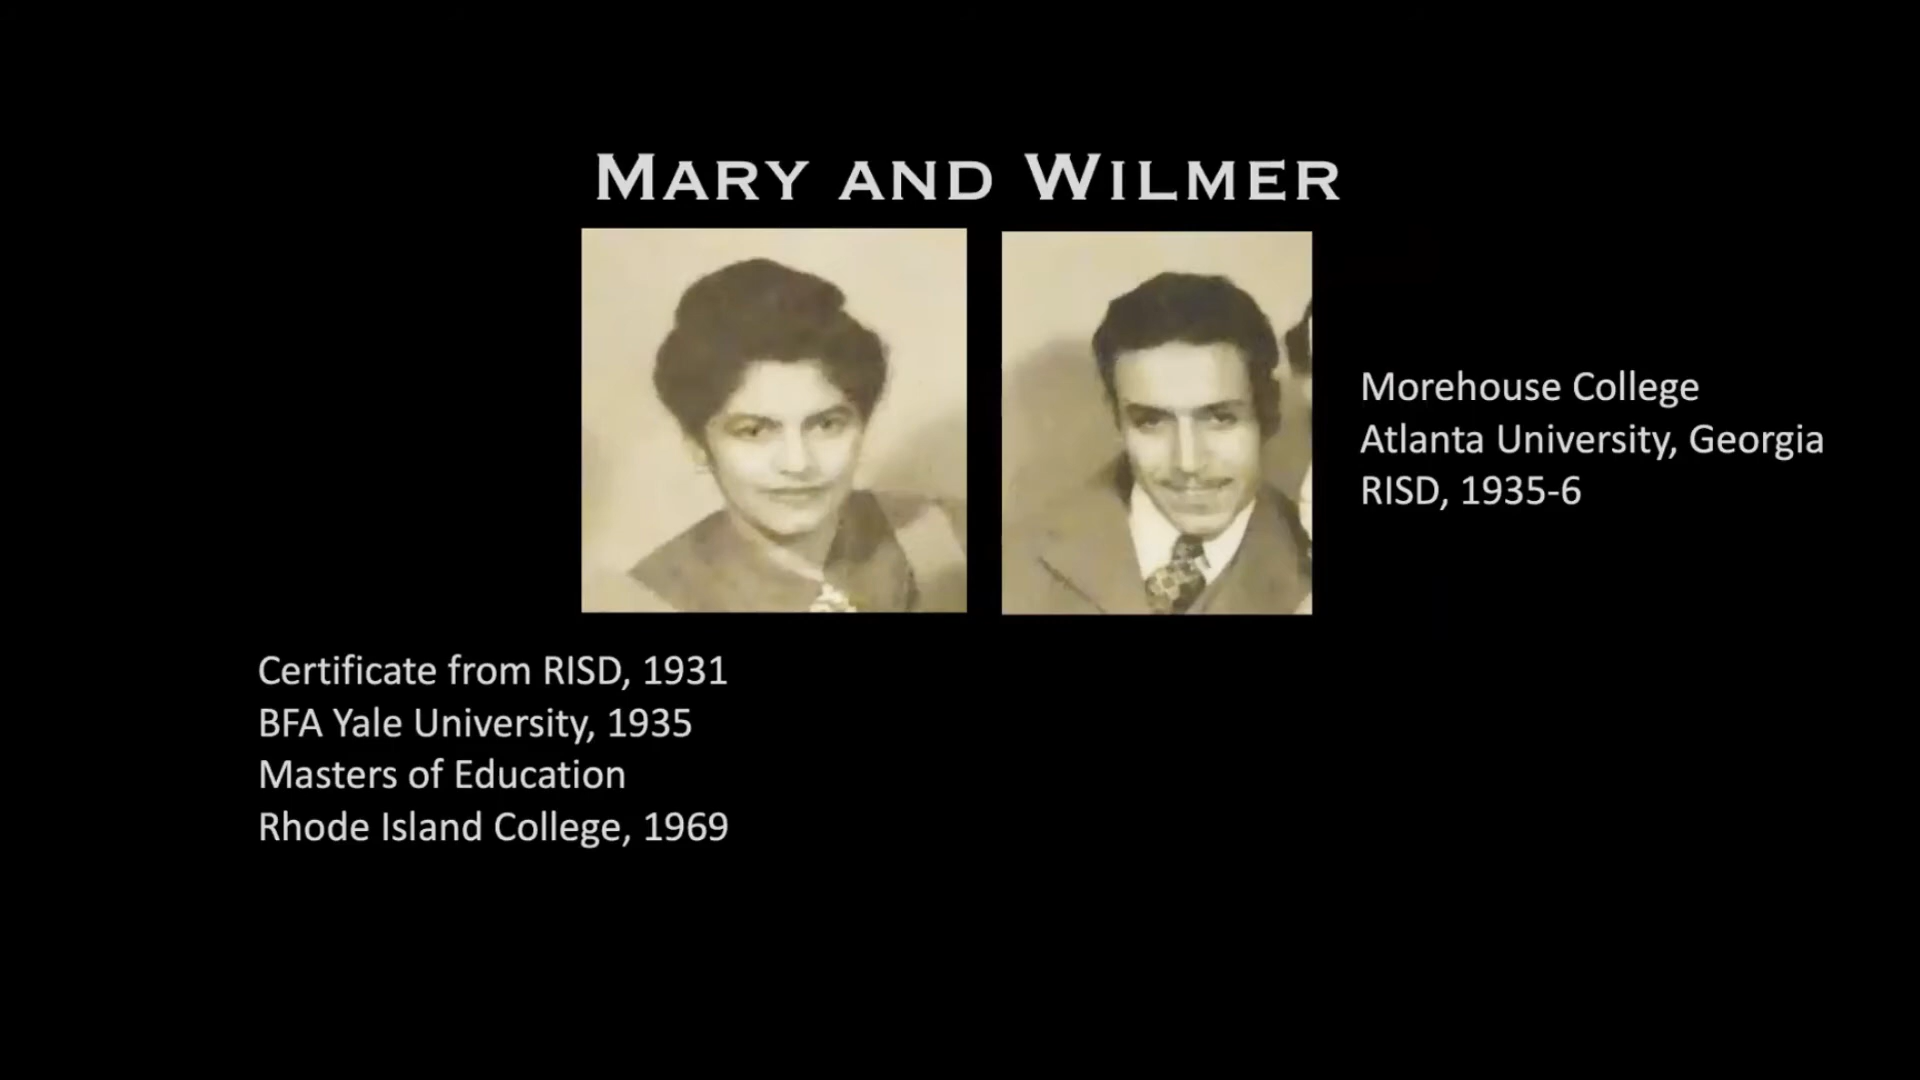 Mary and Wilmer
Morehouse College
Atlanta University, Georgia
RISD, 1935-6
Certificate from RISD, 1931
BFA Yale University, 1935
Masters of Education
Rhode Island College, 1969